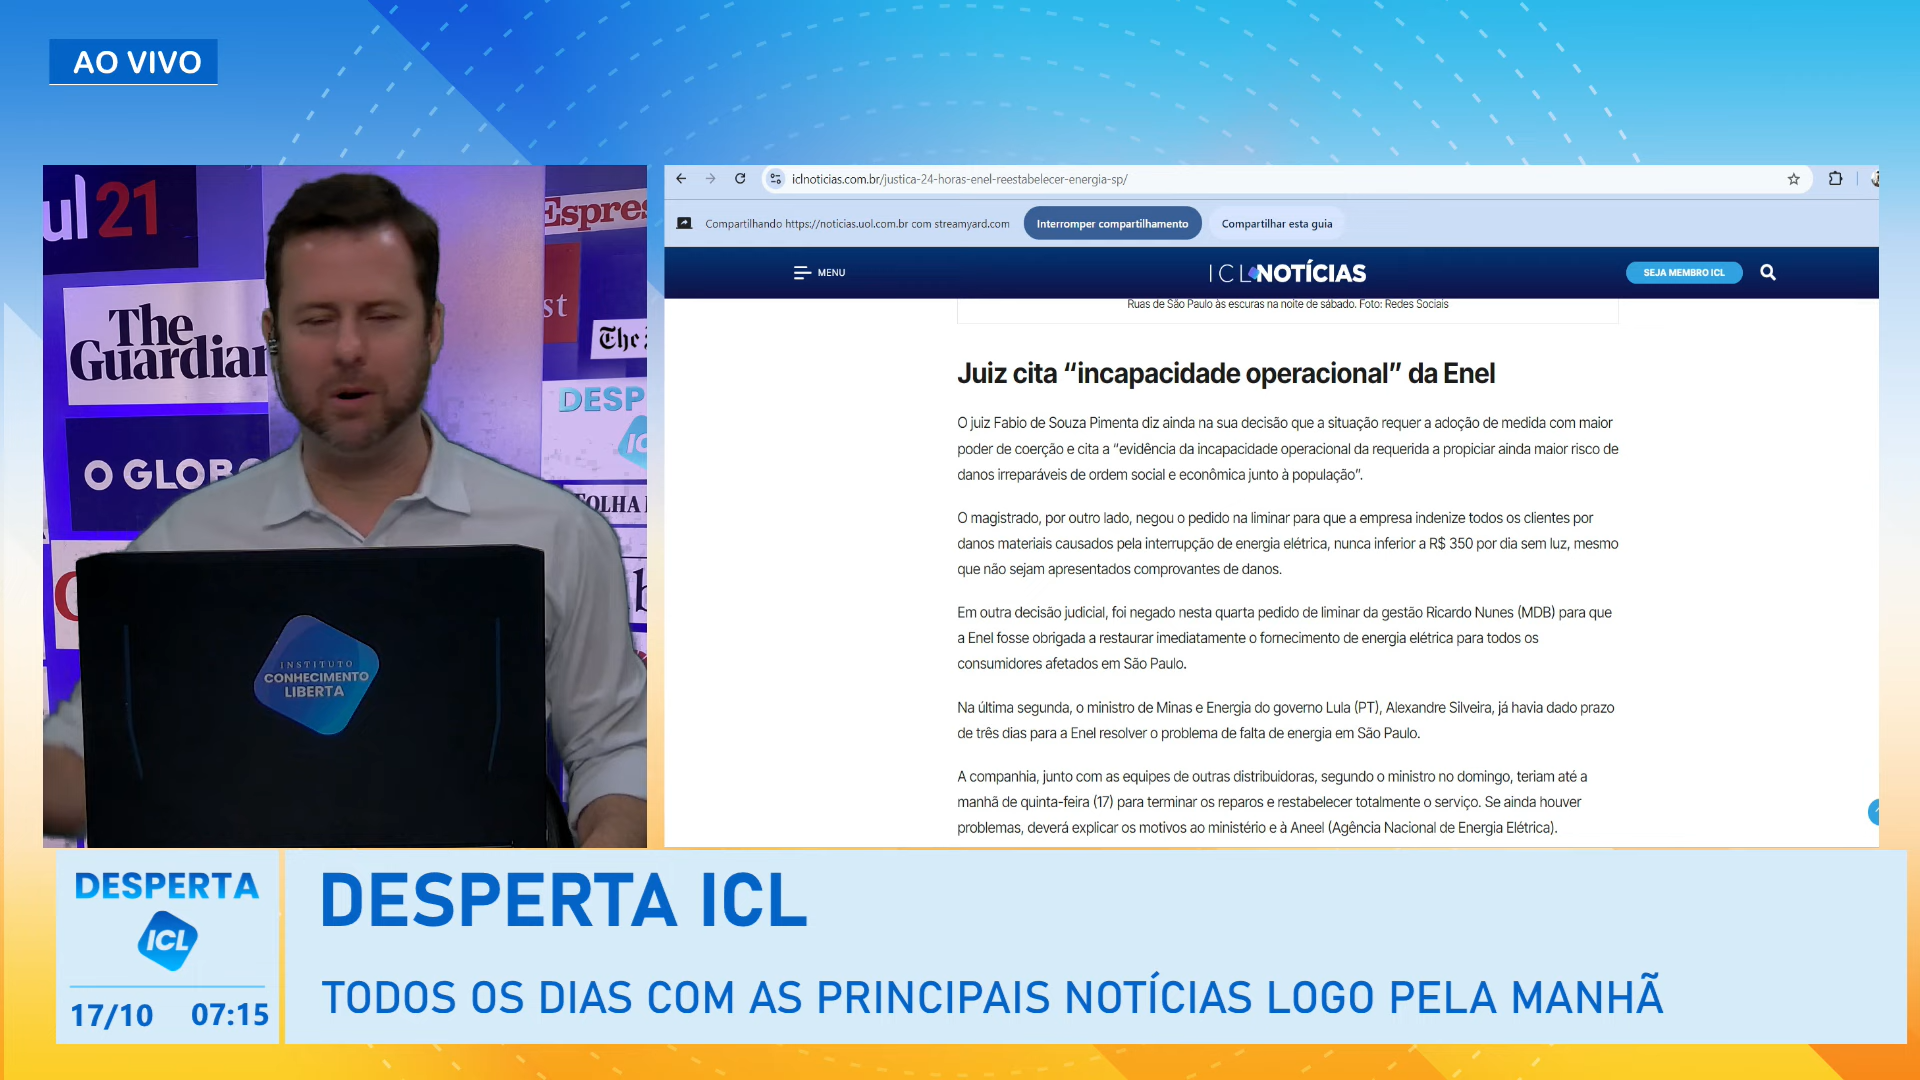 AO VIVO
ul 21
Espres
The
Guardian
st
The
DESP
O GLOBO
OLHA
INSTITUTO
CONHECIMENTO
LIBERTA
iclnoticias.com.br/justica-24-horas-enel-reestabelecer-energia-sp/
Compartilhando https://noticias.uol.com.br com streamyard.com Interromper compartilhamento Compartilhar esta guia
MENU ICL NOTÍCIAS SEJA MEMBRO ICL
Ruas de São Paulo às escuras na noite de sábado. Foto: Redes Sociais
Juiz cita “incapacidade operacional” da Enel
O juiz Fabio de Souza Pimenta diz ainda na sua decisão que a situação requer a adoção de medida com maior
poder de coerção e cita a “evidência da incapacidade operacional da requerida a propiciar ainda maior risco de
danos irreparáveis de ordem social e econômica junto à população”.
O magistrado, por outro lado, negou o pedido na liminar para que a empresa indenize todos os clientes por
danos materiais causados pela interrupção de energia elétrica, nunca inferior a R$ 350 por dia sem luz, mesmo
que não sejam apresentados comprovantes de danos.
Em outra decisão judicial, foi negado nesta quarta pedido de liminar da gestão Ricardo Nunes (MDB) para que
a Enel fosse obrigada a restaurar imediatamente o fornecimento de energia elétrica para todos os
consumidores afetados em São Paulo.
Na última segunda, o ministro de Minas e Energia do governo Lula (PT), Alexandre Silveira, já havia dado prazo
de três dias para a Enel resolver o problema de falta de energia em São Paulo.
A companhia, junto com as equipes de outras distribuidoras, segundo o ministro no domingo, teriam até a
manhã de quinta-feira (17) para terminar os reparos e restabelecer totalmente o serviço. Se ainda houver
problemas, deverá explicar os motivos ao ministério e à Aneel (Agência Nacional de Energia Elétrica).
DESPERTA
ICL
17/10 07:15
DESPERTA ICL
TODOS OS DIAS COM AS PRINCIPAIS NOTÍCIAS LOGO PELA MANHÃ